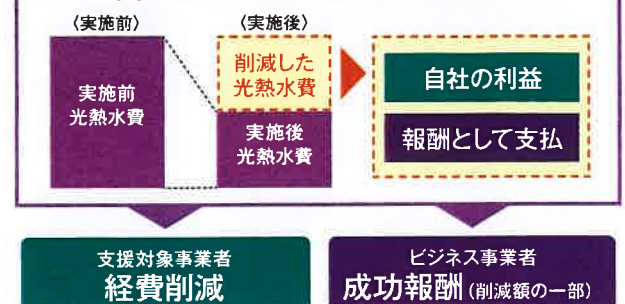 〈実施前〉
〈実施後〉
実施前
光熱水費
削減した
光熱水費
実施後
光熱水費
自社の利益
報酬として支払
支援対象事業者
経費削減
ビジネス事業者
成功報酬(削減額の一部)